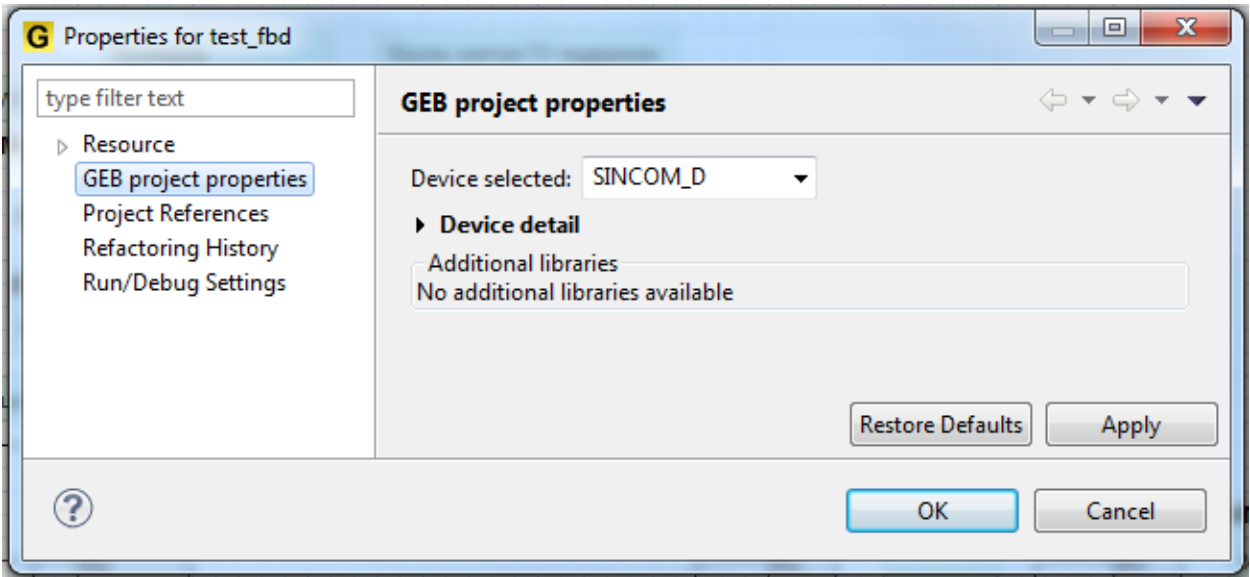 G Properties for test_fbd
type filter text
Resource
GEB project properties
Project References
Refactoring History
Run/Debug Settings
GEB project properties
Device selected: SINCOM_D
Device detail
Additional libraries
No additional libraries available
Restore Defaults Apply
? OK Cancel